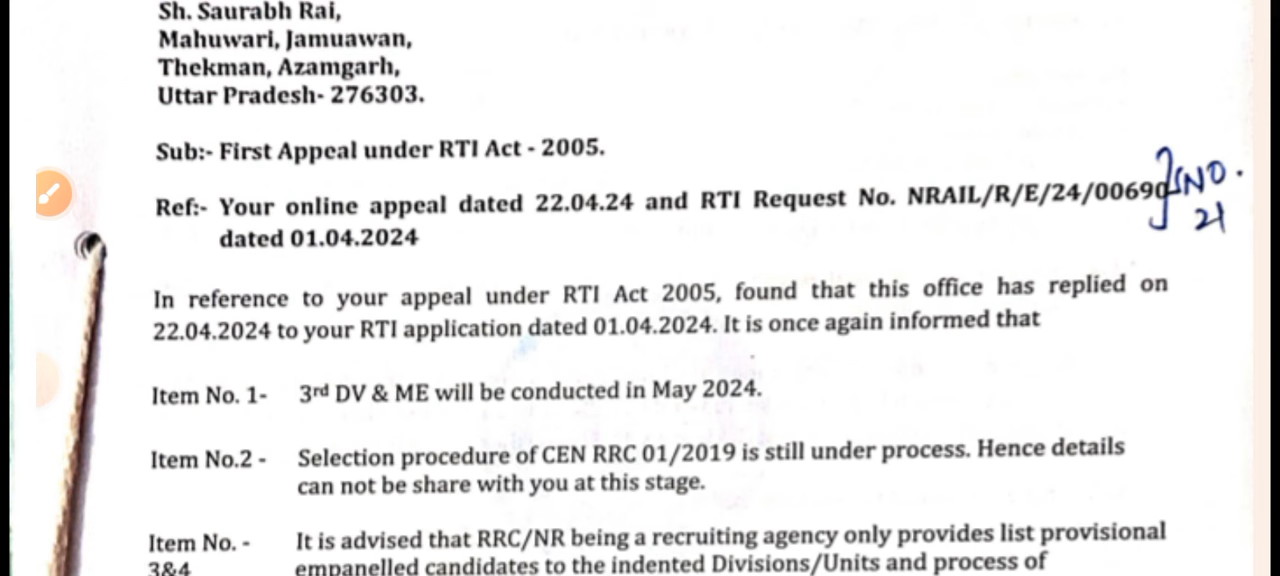 Sh. Saurabh Rai,
Mahuwari, Jamuawan,
Thekman, Azamgarh,
Uttar Pradesh- 276303.
Sub:- First Appeal under RTI Act - 2005.
Ref:- Your online appeal dated 22.04.24 and RTI Request No. NRAIL/R/E/24/00690
dated 01.04.2024
SNO.
21
In reference to your appeal under RTI Act 2005, found that this office has replied on
22.04.2024 to your RTI application dated 01.04.2024. It is once again informed that
Item No. 1- 3rd DV & ME will be conducted in May 2024.
Item No.2 - Selection procedure of CEN RRC 01/2019 is still under process. Hence details
can not be share with you at this stage.
Item No. - It is advised that RRC/NR being a recruiting agency only provides list provisional
3&4 empanelled candidates to the indented Divisions/Units and process of